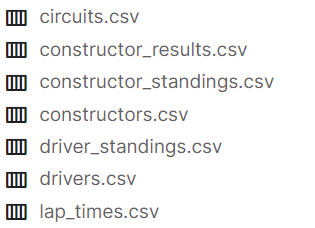 circuits.csv
constructor_results.csv
constructor_standings.csv
constructors.csv
driver_standings.csv
drivers.csv
lap_times.csv